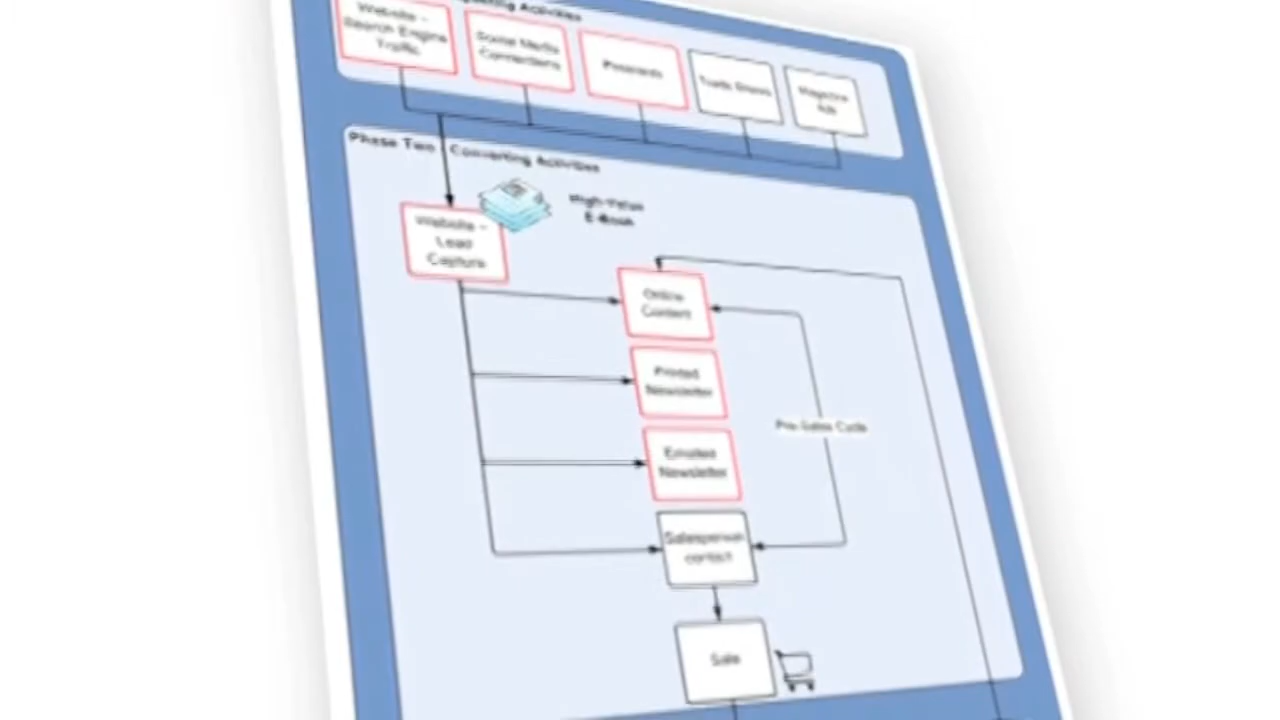 Activities
Website -
Search Engine
Traffic
Social Media
Connections
Postcards
Trade Shows
Magazine
Ads
Phase Two Converting Activities
High-Value
E-Book
Website -
Lead
Capture
Online
Content
Printed
Newsletter
Pre-Sales Cycle
Emailed
Newsletter
Salesperson
contact
Sale